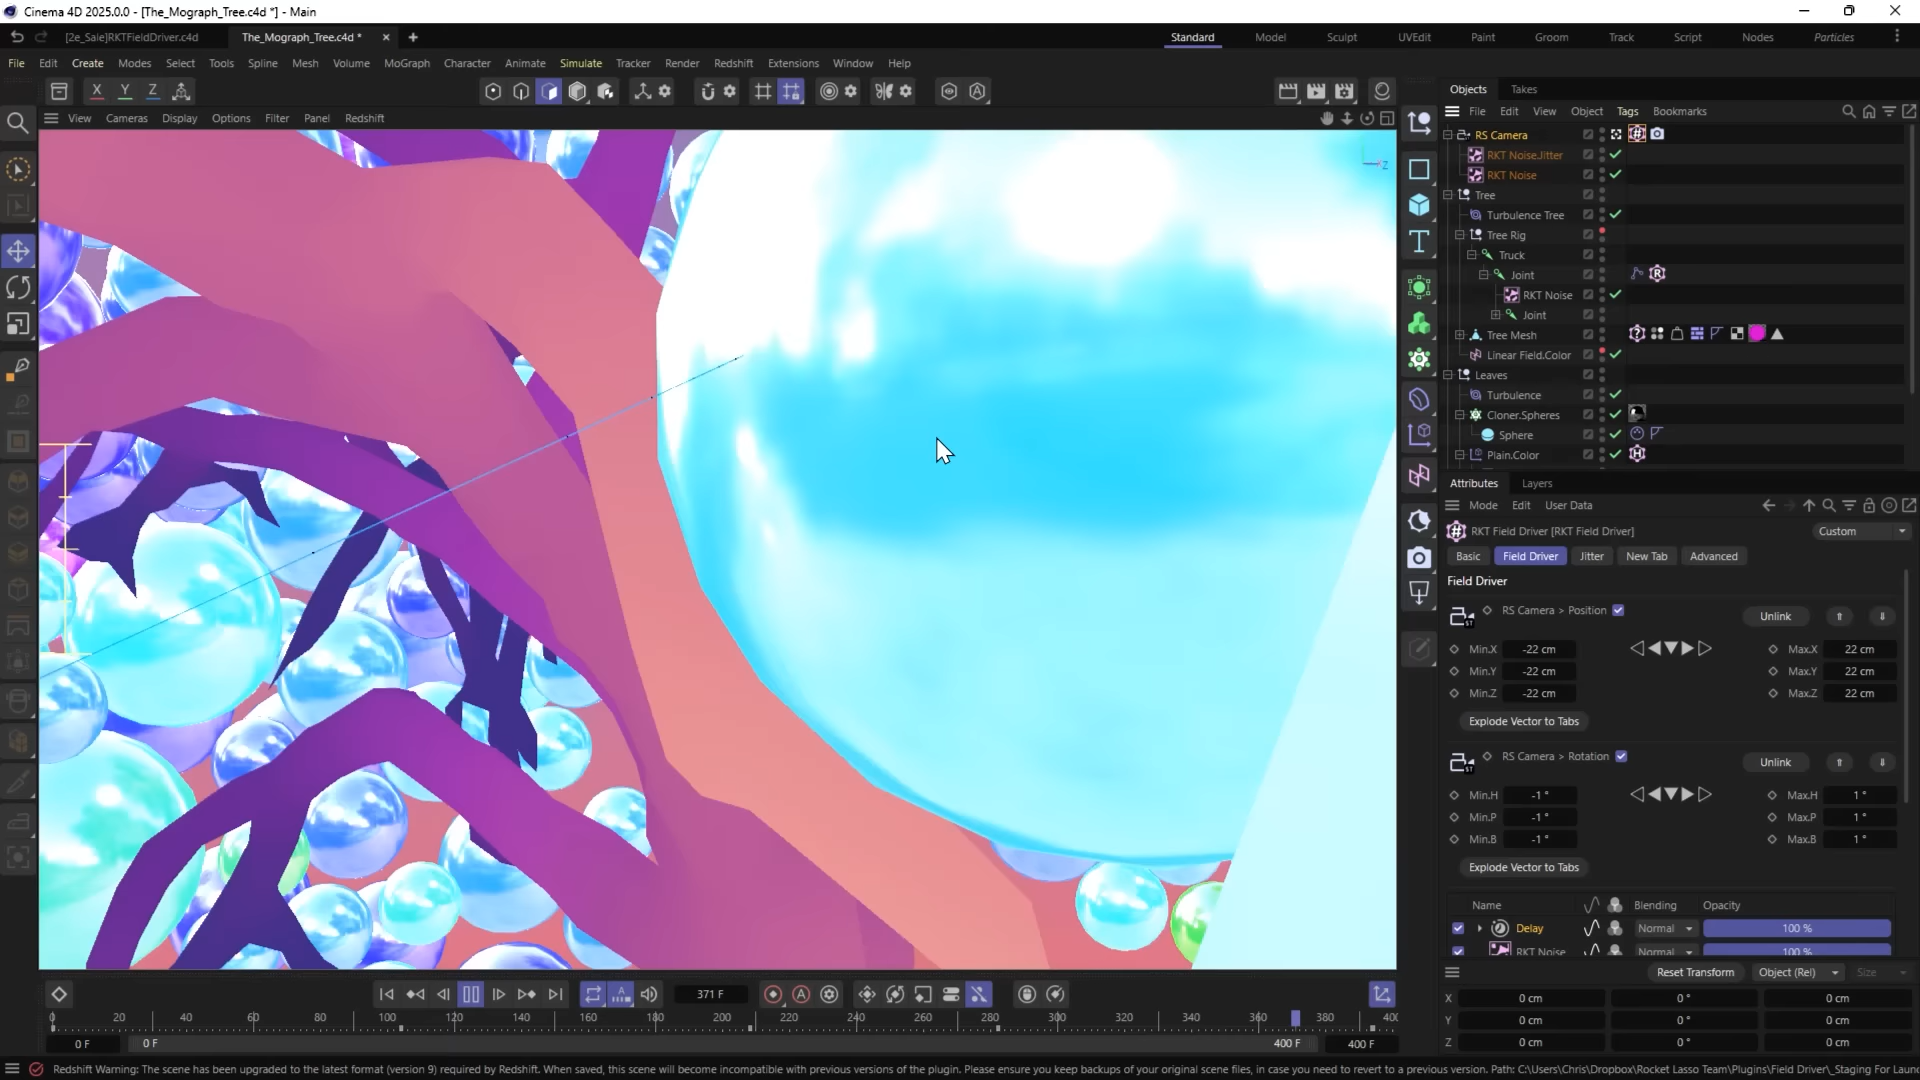 Cinema 4D 2025.0.0 - [The_Mograph_Tree.c4d *] - Main
[2e_Sale]RKTFieldDriver.c4d
The_Mograph_Tree.c4d *
Standard Model Sculpt UVEdit Paint Groom Track Script Nodes Particles
File Edit Create Modes Select Tools Spline Mesh Volume MoGraph Character Animate Simulate Tracker Render Redshift Extensions Window Help
X Y Z
View Cameras Display Options Filter Panel Redshift
Z
Objects Takes
File Edit View Object Tags Bookmarks
RS Camera
RKT Noise.Jitter
RKT Noise
Tree
Turbulence Tree
Tree Rig
Truck
Joint
RKT Noise
Joint
Tree Mesh
Linear Field.Color
Leaves
Turbulence
Cloner.Spheres
Sphere
Plain.Color
Attributes Layers
Mode Edit User Data
RKT Field Driver [RKT Field Driver]
Custom
Basic Field Driver Jitter New Tab Advanced
Field Driver
RS Camera > Position
Unlink
Min.X -22 cm Max.X 22 cm
Min.Y -22 cm Max.Y 22 cm
Min.Z -22 cm Max.Z 22 cm
Explode Vector to Tabs
RS Camera > Rotation
Unlink
Min.H -1 ° Max.H 1 °
Min.P -1 ° Max.P 1 °
Min.B -1 ° Max.B 1 °
Explode Vector to Tabs
Name Blending Opacity
Delay Normal 100 %
RKT Noise Normal 100 %
Reset Transform Object (Rel) Size
X 0 cm 0 ° 0 cm
Y 0 cm 0 ° 0 cm
Z 0 cm 0 ° 0 cm
371 F
0 20 40 60 80 100 120 140 160 180 200 220 240 260 280 300 320 340 360 380 400
0 F 0 F 400 F 400 F
Redshift Warning: The scene has been upgraded to the latest format (version 9) required by Redshift. When saved, this scene will become incompatible with previous versions of the plugin. Please ensure you keep backups of your original scene files, in case you need to revert to a previous version. Path: C:\Users\Chris\Dropbox\Rocket Lasso Team\Plugins\Field Driver\_Staging For Laun